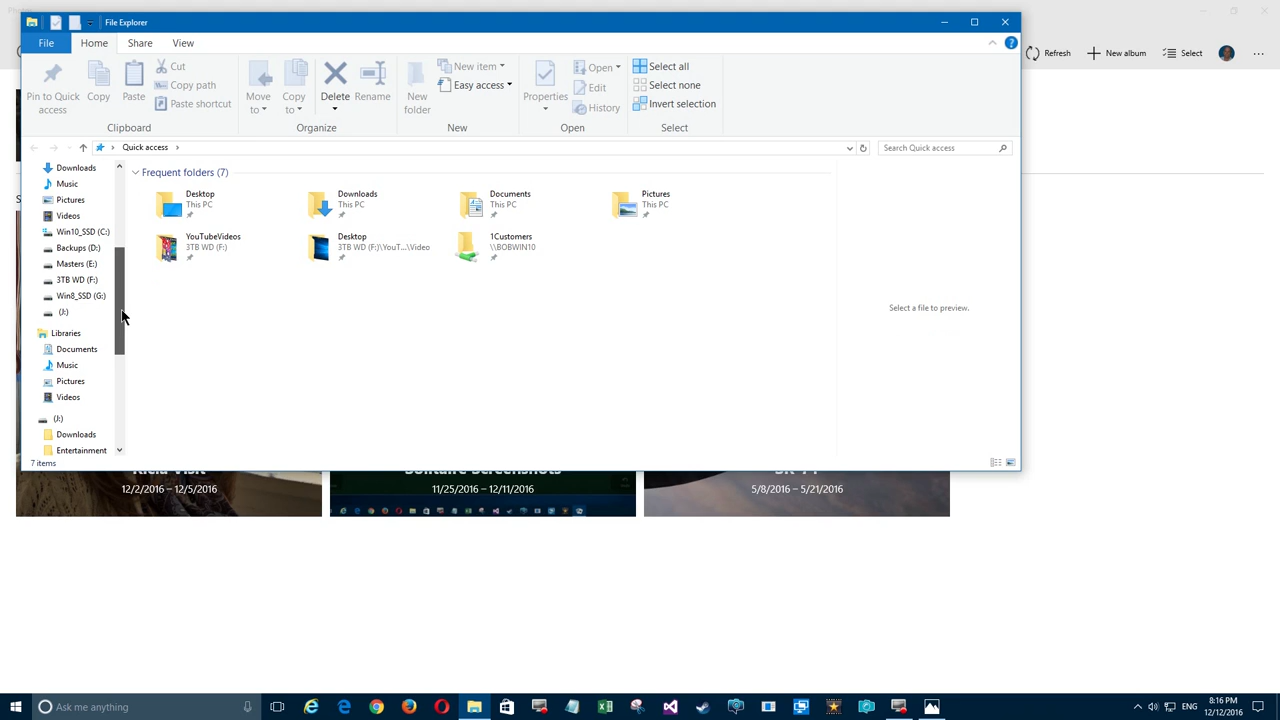 File Explorer
File
Home
Share
View
Refresh
New album
Select
Pin to Quick
access
Copy
Paste
Cut
Copy path
Paste shortcut
Clipboard
Move
to
Copy
to
Delete
Rename
Organize
New
folder
New item
Easy access
New
Properties
Open
Edit
History
Open
Select all
Select none
Invert selection
Select
Quick access
Search Quick access
Downloads
Music
Pictures
Videos
Win10_SSD (C:)
Backups (D:)
Masters (E:)
3TB WD (F:)
Win8_SSD (G:)
(J:)
Libraries
Documents
Music
Pictures
Videos
(J:)
Downloads
Entertainment
Frequent folders (7)
Desktop
This PC
Downloads
This PC
Documents
This PC
Pictures
This PC
YouTubeVideos
3TB WD (F:)
Desktop
3TB WD (F:)\YouT...\Video
1Customers
\\BOBWIN10
Select a file to preview.
7 items
12/2/2016 – 12/5/2016
Solitaire Screenshots
11/25/2016 – 12/11/2016
5/8/2016 – 5/21/2016
Ask me anything
ENG
8:16 PM
12/12/2016